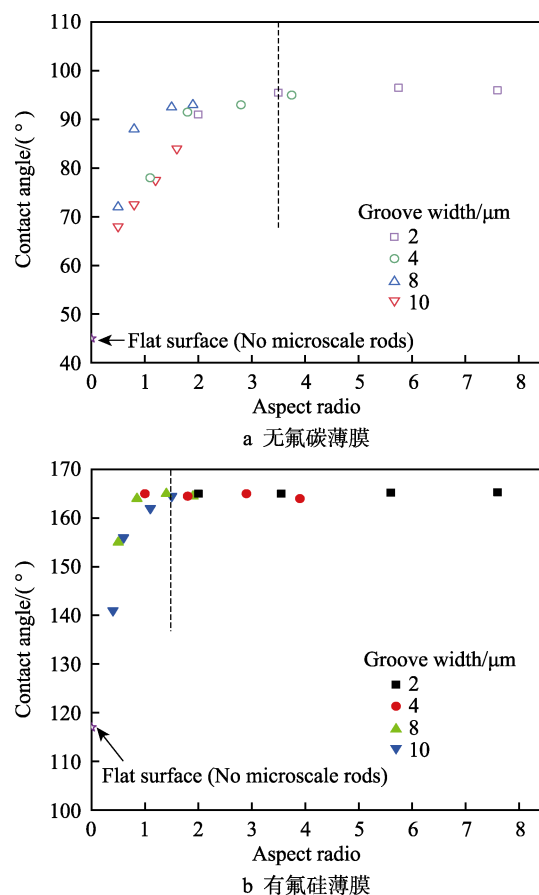 110
100
90
80
70
60
50
40
Contact angle/(°)
Groove width/μm
2
4
8
10
Flat surface (No microscale rods)
0 1 2 3 4 5 6 7 8
Aspect radio
a 无氟碳薄膜
170
160
150
140
130
120
110
100
Contact angle/(°)
Groove width/μm
2
4
8
10
Flat surface (No microscale rods)
0 1 2 3 4 5 6 7 8
Aspect radio
b 有氟硅薄膜